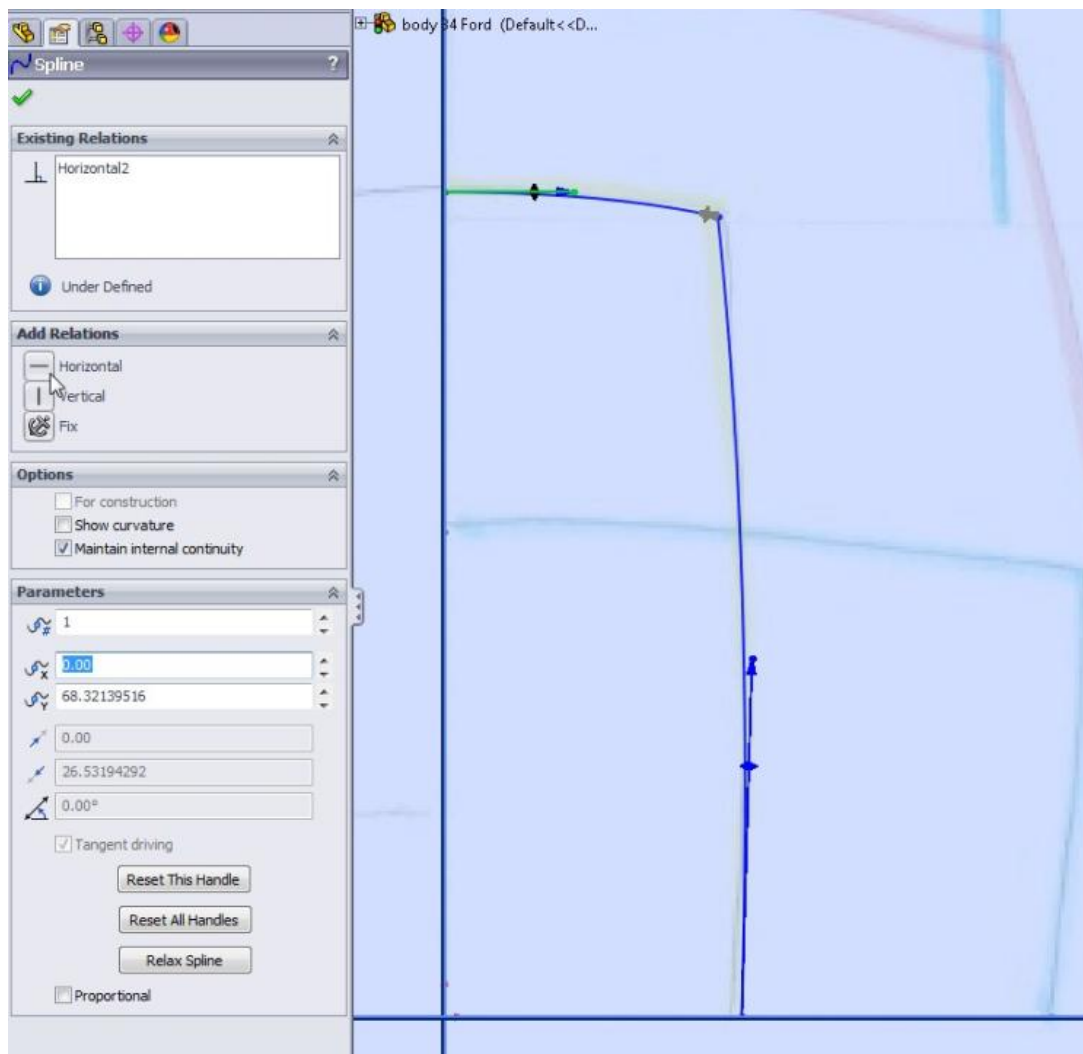 body 34 Ford (Default<<D...
Spline
?
Existing Relations
Horizontal2
Under Defined
Add Relations
Horizontal
Vertical
Fix
Options
For construction
Show curvature
Maintain internal continuity
Parameters
1
0.00
68.32139516
0.00
26.53194292
0.00°
Tangent driving
Reset This Handle
Reset All Handles
Relax Spline
Proportional